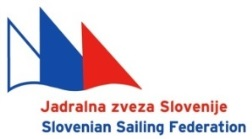 Jadralna zveza Slovenije
Slovenian Sailing Federation